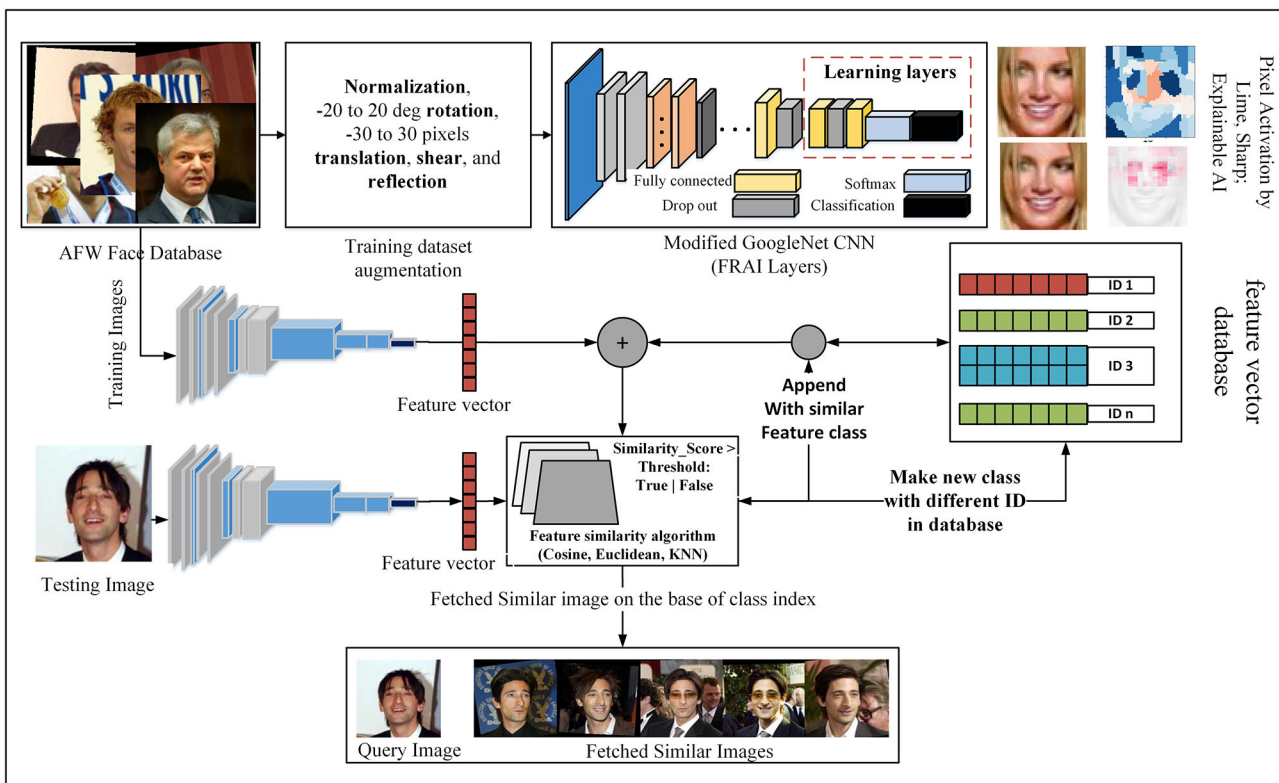 Normalization,
-20 to 20 deg rotation,
-30 to 30 pixels
translation, shear, and
reflection
Learning layers
Fully connected
Softmax
Drop out
Classification
Pixel Activation by
Lime, Sharp;
Explainable AI
AFW Face Database
Training dataset
augmentation
Modified GoogleNet CNN
(FRAI Layers)
Training Images
Feature vector
+
Append
With similar
Feature class
ID 1
ID 2
ID 3
ID n
feature vector
database
Testing Image
Feature vector
Similarity_Score >
Threshold:
True | False
Feature similarity algorithm
(Cosine, Euclidean, KNN)
Make new class
with different ID
in database
Fetched Similar image on the base of class index
Query Image
Fetched Similar Images